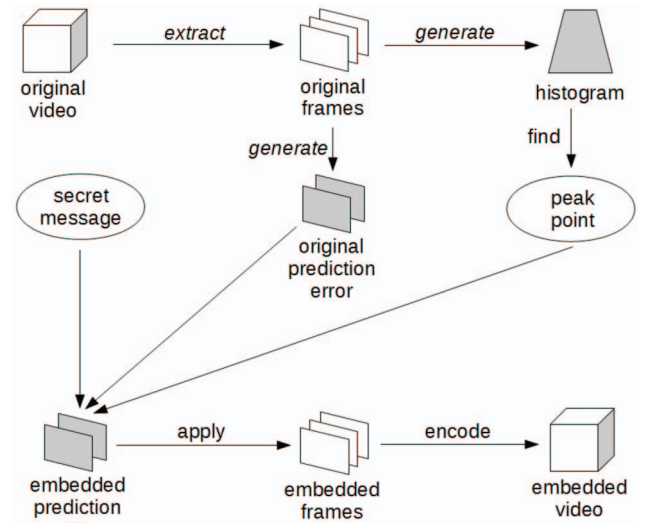 extract
generate
original
video
original
frames
histogram
generate
find
secret
message
peak
point
original
prediction
error
apply
encode
embedded
prediction
embedded
frames
embedded
video